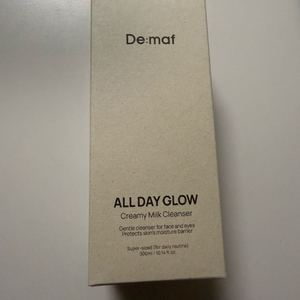 De:maf
ALL DAY GLOW
Creamy Milk Cleanser
Gentle cleanser for face and eyes
Protects skin's moisture barrier
Super-sized (for daily routine)
300ml / 10.14 fl oz.